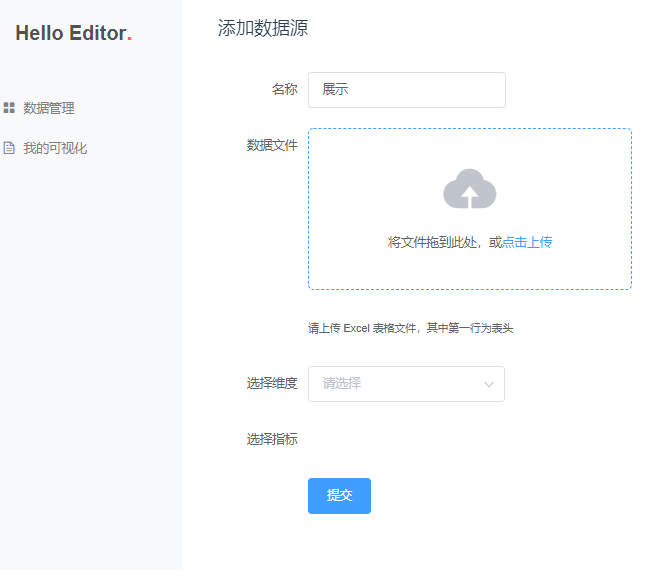 Hello Editor.
数据管理
我的可视化
添加数据源
名称
展示
数据文件
将文件拖到此处，或点击上传
请上传 Excel 表格文件，其中第一行为表头
选择维度
请选择
选择指标
提交